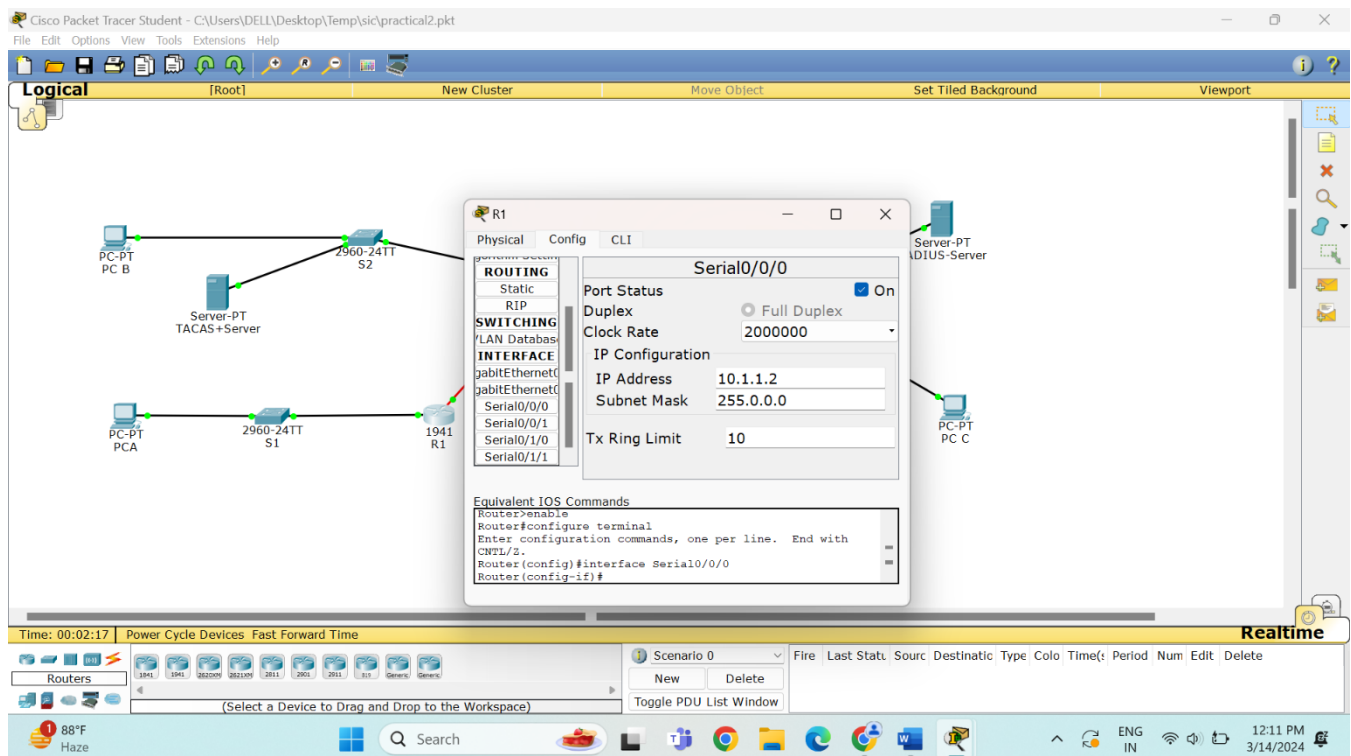 Cisco Packet Tracer Student - C:\Users\DELL\Desktop\Temp\sic\practical2.pkt
File Edit Options View Tools Extensions Help
Logical [Root] New Cluster Move Object Set Tiled Background Viewport
R1
Physical Config CLI
ROUTING
Static
RIP
SWITCHING
VLAN Databas
INTERFACE
gabitEthernet0
gabitEthernet0
Serial0/0/0
Serial0/0/1
Serial0/1/0
Serial0/1/1
Serial0/0/0
Port Status On
Duplex Full Duplex
Clock Rate 2000000
IP Configuration
IP Address 10.1.1.2
Subnet Mask 255.0.0.0
Tx Ring Limit 10
Equivalent IOS Commands
Router>enable
Router#configure terminal
Enter configuration commands, one per line. End with
CNTL/Z.
Router(config)#interface Serial0/0/0
Router(config-if)#
PC-PT
PC B
2960-24TT
S2
Server-PT
TACAS+Server
Server-PT
ADIUS-Server
PC-PT
PCA
2960-24TT
S1
1941
R1
PC-PT
PC C
Time: 00:02:17 Power Cycle Devices Fast Forward Time Realtime
Routers
1841 1941 2620XM 2621XM 2811 2901 2911 819 Generic Generic
(Select a Device to Drag and Drop to the Workspace)
Scenario 0
New Delete
Toggle PDU List Window
Fire Last Statu Sourc Destinatic Type Colo Time(s Period Num Edit Delete
1
88°F
Haze
Search
ENG
IN
12:11 PM
3/14/2024